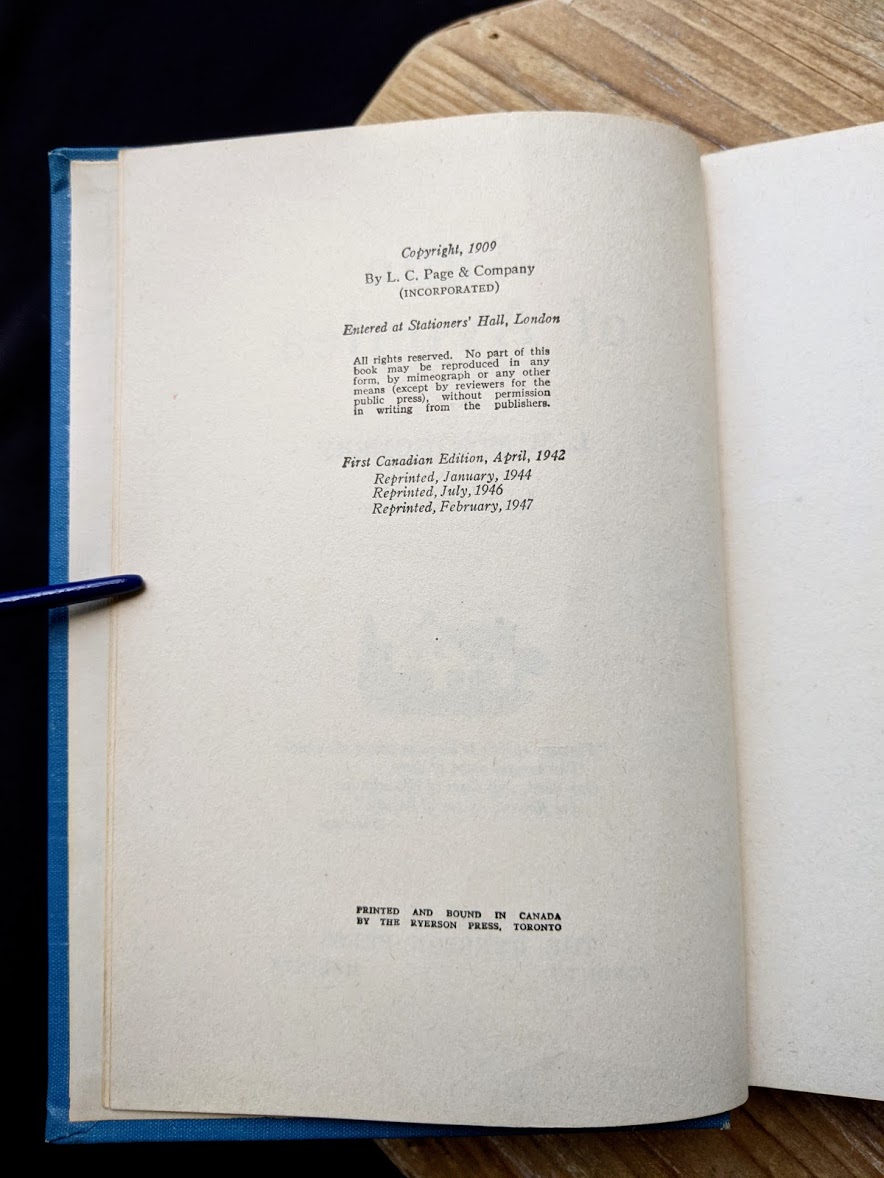 Copyright, 1909
By L. C. Page & Company
(INCORPORATED)
Entered at Stationers' Hall, London
All rights reserved. No part of this
book may be reproduced in any
form, by mimeograph or any other
means (except by reviewers for the
public press), without permission
in writing from the publishers.
First Canadian Edition, April, 1942
Reprinted, January, 1944
Reprinted, July, 1946
Reprinted, February, 1947
PRINTED AND BOUND IN CANADA
BY THE RYERSON PRESS, TORONTO